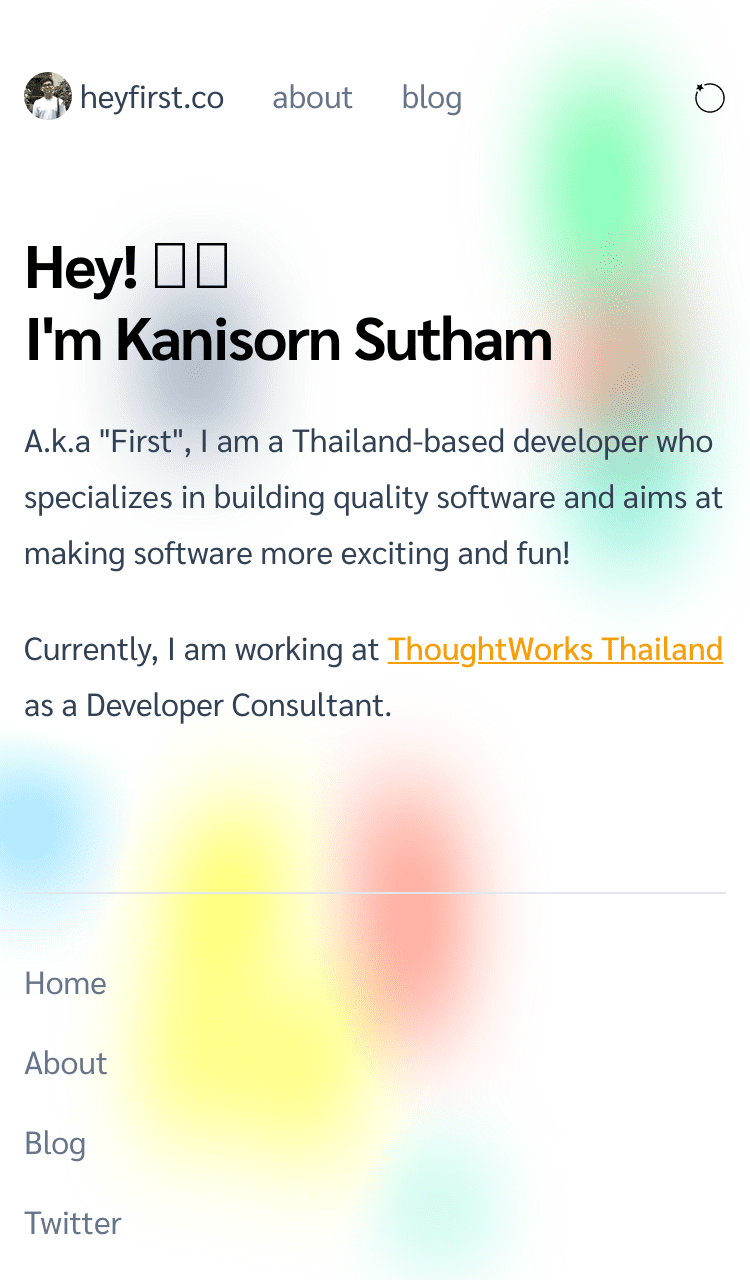 heyfirst.co about blog
Hey!
I'm Kanisorn Sutham
A.k.a "First", I am a Thailand-based developer who
specializes in building quality software and aims at
making software more exciting and fun!
Currently, I am working at ThoughtWorks Thailand
as a Developer Consultant.
Home
About
Blog
Twitter